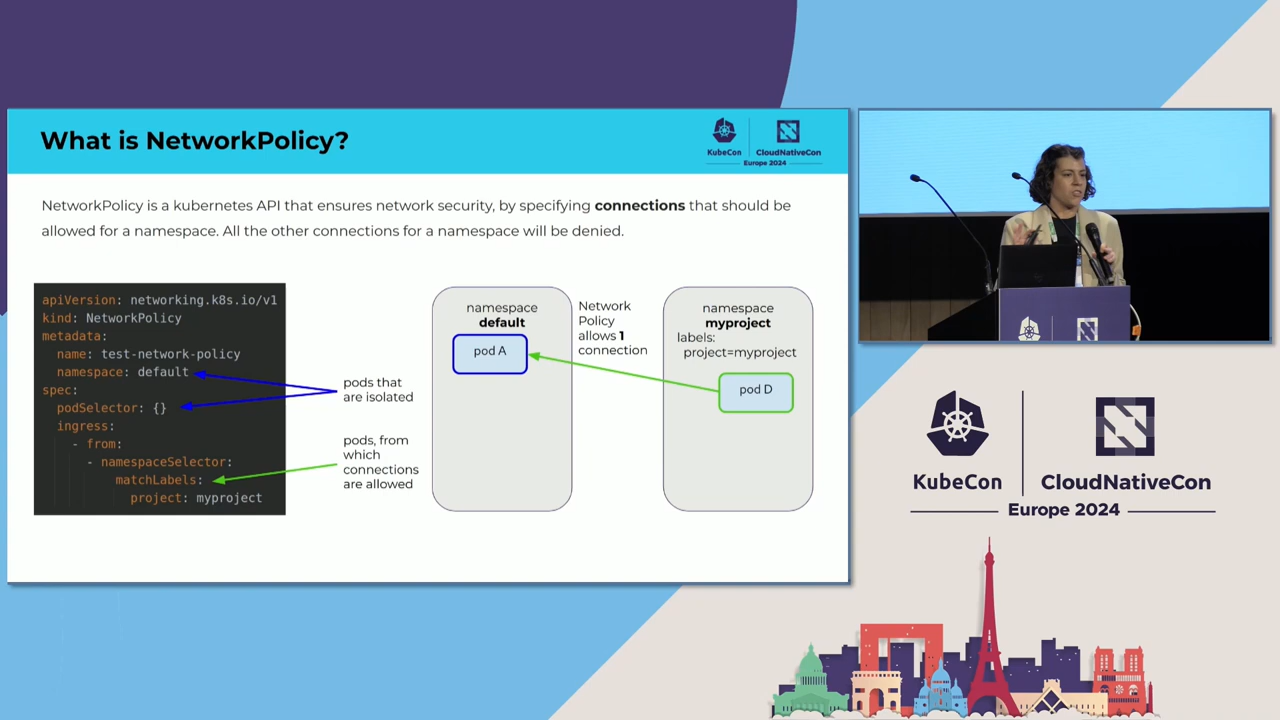 What is NetworkPolicy?
KubeCon
CloudNativeCon
Europe 2024
NetworkPolicy is a kubernetes API that ensures network security, by specifying connections that should be
allowed for a namespace. All the other connections for a namespace will be denied.
apiVersion: networking.k8s.io/v1
kind: NetworkPolicy
metadata:
name: test-network-policy
namespace: default
spec:
podSelector: {}
ingress:
- from:
- namespaceSelector:
matchLabels:
project: myproject
pods that
are isolated
pods, from
which
connections
are allowed
namespace
default
pod A
Network
Policy
allows 1
connection
namespace
myproject
labels:
project=myproject
pod D
KubeCon
CloudNativeCon
Europe 2024